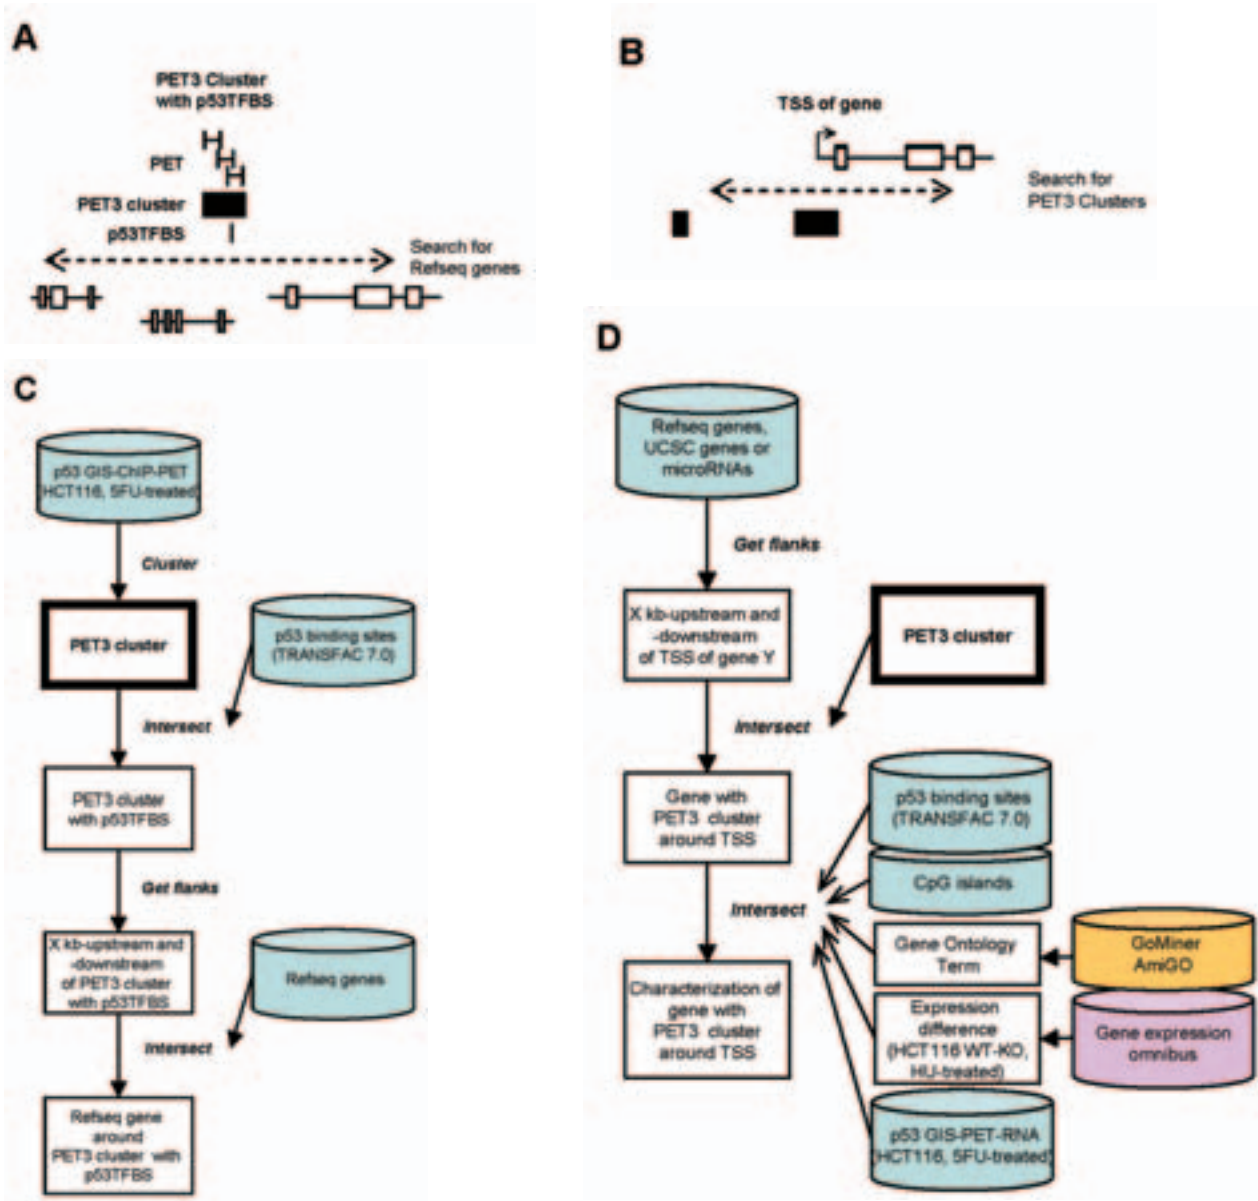 A
PET3 Cluster
with p53TFBS
PET
PET3 cluster
p53TFBS
Search for
Refseq genes
B
TSS of gene
Search for
PET3 Clusters
C
p53 GIS-ChIP-PET
(HCT116, 5FU-treated)
Cluster
PET3 cluster
p53 binding sites
(TRANSFAC 7.0)
Intersect
PET3 cluster
with p53TFBS
Get flanks
X kb-upstream and
-downstream
of PET3 cluster
with p53TFBS
Refseq genes
Intersect
Refseq gene
around
PET3 cluster with
p53TFBS
D
Refseq genes,
UCSC genes or
microRNAs
Get flanks
X kb-upstream and
-downstream
of TSS of gene Y
PET3 cluster
Intersect
Gene with
PET3 cluster
around TSS
p53 binding sites
(TRANSFAC 7.0)
CpG islands
Intersect
Gene Ontology
Term
GoMiner
AmiGO
Characterization of
gene with
PET3 cluster
around TSS
Expression
difference
(HCT116 WT-KO,
HU-treated)
Gene expression
omnibus
p53 GIS-PET-RNA
(HCT116, 5FU-treated)